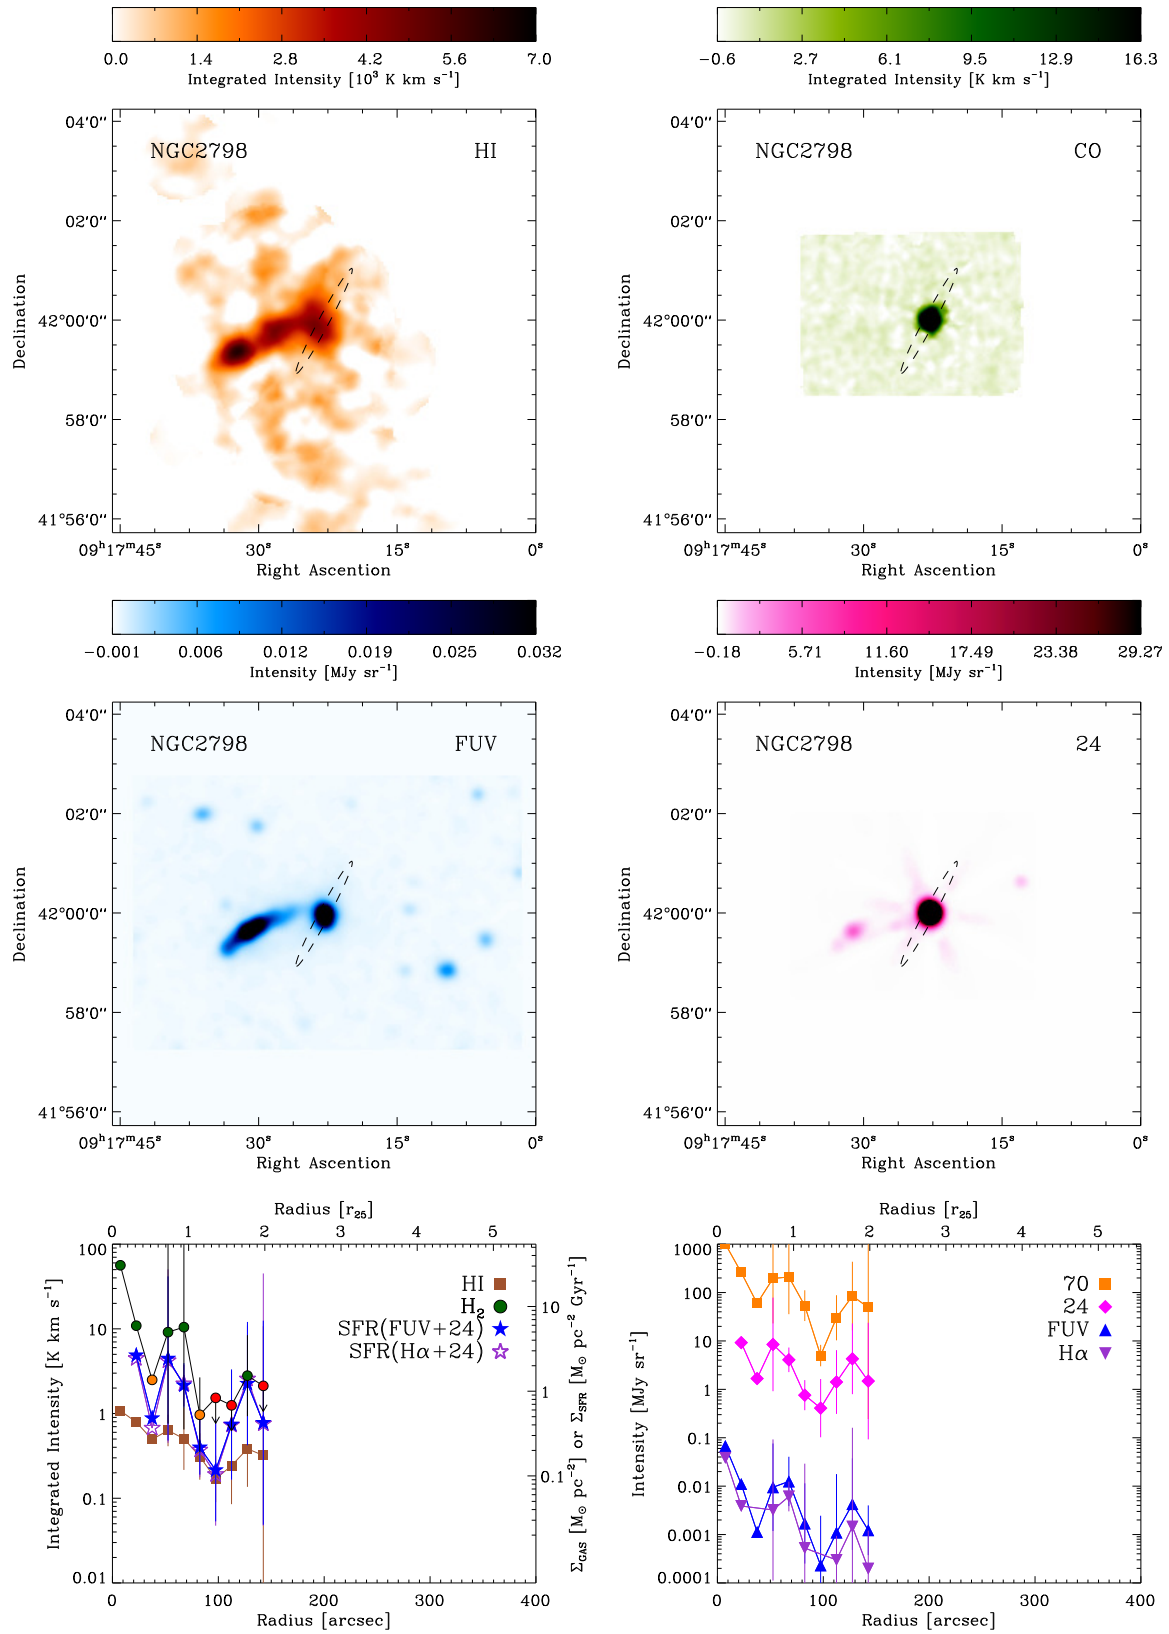 0.0 1.4 2.8 4.2 5.6 7.0
Integrated Intensity [10³ K km s⁻¹]
−0.6 2.7 6.1 9.5 12.9 16.3
Integrated Intensity [K km s⁻¹]
NGC2798 HI
04′0″
02′0″
42°00′0″
58′0″
41°56′0″
Declination
09ʰ17ᵐ45ˢ 30ˢ 15ˢ 0ˢ
Right Ascention
NGC2798 CO
04′0″
02′0″
42°00′0″
58′0″
41°56′0″
Declination
09ʰ17ᵐ45ˢ 30ˢ 15ˢ 0ˢ
Right Ascention
−0.001 0.006 0.012 0.019 0.025 0.032
Intensity [MJy sr⁻¹]
−0.18 5.71 11.60 17.49 23.38 29.27
Intensity [MJy sr⁻¹]
NGC2798 FUV
04′0″
02′0″
42°00′0″
58′0″
41°56′0″
Declination
09ʰ17ᵐ45ˢ 30ˢ 15ˢ 0ˢ
Right Ascention
NGC2798 24
04′0″
02′0″
42°00′0″
58′0″
41°56′0″
Declination
09ʰ17ᵐ45ˢ 30ˢ 15ˢ 0ˢ
Right Ascention
Radius [r₂₅]
0 1 2 3 4 5
100
10
1
0.1
0.01
Integrated Intensity [K km s⁻¹]
HI
H₂
SFR(FUV+24)
SFR(Hα+24)
10
1
0.1
Σ_GAS [M_⊙ pc⁻²] or Σ_SFR [M_⊙ pc⁻² Gyr⁻¹]
0 100 200 300 400
Radius [arcsec]
Radius [r₂₅]
0 1 2 3 4 5
1000
100
10
1
0.1
0.01
0.001
0.0001
Intensity [MJy sr⁻¹]
70
24
FUV
Hα
0 100 200 300 400
Radius [arcsec]